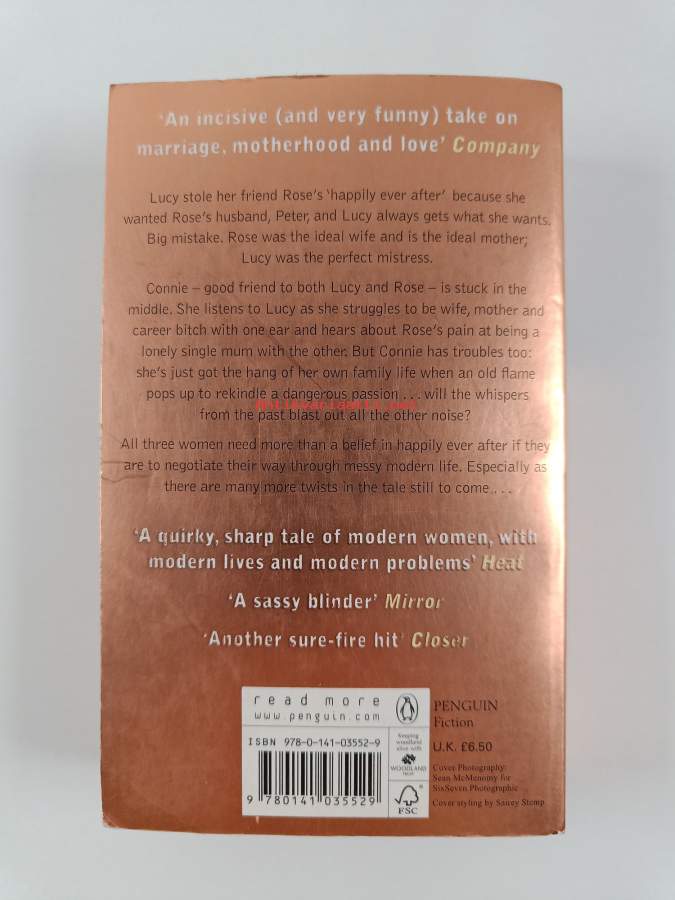 'An incisive (and very funny) take on
marriage, motherhood and love' Company
Lucy stole her friend Rose's 'happily ever after' because she
wanted Rose's husband, Peter, and Lucy always gets what she wants.
Big mistake. Rose was the ideal wife and is the ideal mother;
Lucy was the perfect mistress.
Connie – good friend to both Lucy and Rose – is stuck in the
middle. She listens to Lucy as she struggles to be wife, mother and
career bitch with one ear and hears about Rose's pain at being a
lonely single mum with the other. But Connie has troubles too:
she's just got the hang of her own family life when an old flame
pops up to rekindle a dangerous passion . . . will the whispers
from the past blast out all the other noise?
All three women need more than a belief in happily ever after if they
are to negotiate their way through messy modern life. Especially as
there are many more twists in the tale still to come . . .
'A quirky, sharp tale of modern women, with
modern lives and modern problems' Heat
'A sassy blinder' Mirror
'Another sure-fire hit' Closer
read more
www.penguin.com
ISBN 978-0-141-03552-9
9 780141 035529
Keeping
woodland
alive with
WOODLAND
TRUST
FSC
PENGUIN
Fiction
U.K. £6.50
Cover Photography:
Sean McMenomy for
SixSeven Photographic
Cover styling by Saucy Stomp